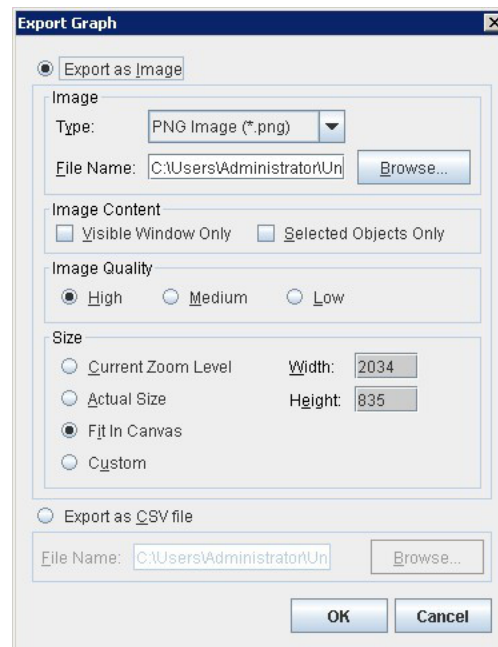 Export Graph
Export as Image
Image
Type: PNG Image (*.png)
File Name: C:\Users\Administrator\Un Browse...
Image Content
Visible Window Only Selected Objects Only
Image Quality
High Medium Low
Size
Current Zoom Level Width: 2034
Actual Size Height: 835
Fit In Canvas
Custom
Export as CSV file
File Name: C:\Users\Administrator\Un Browse...
OK Cancel